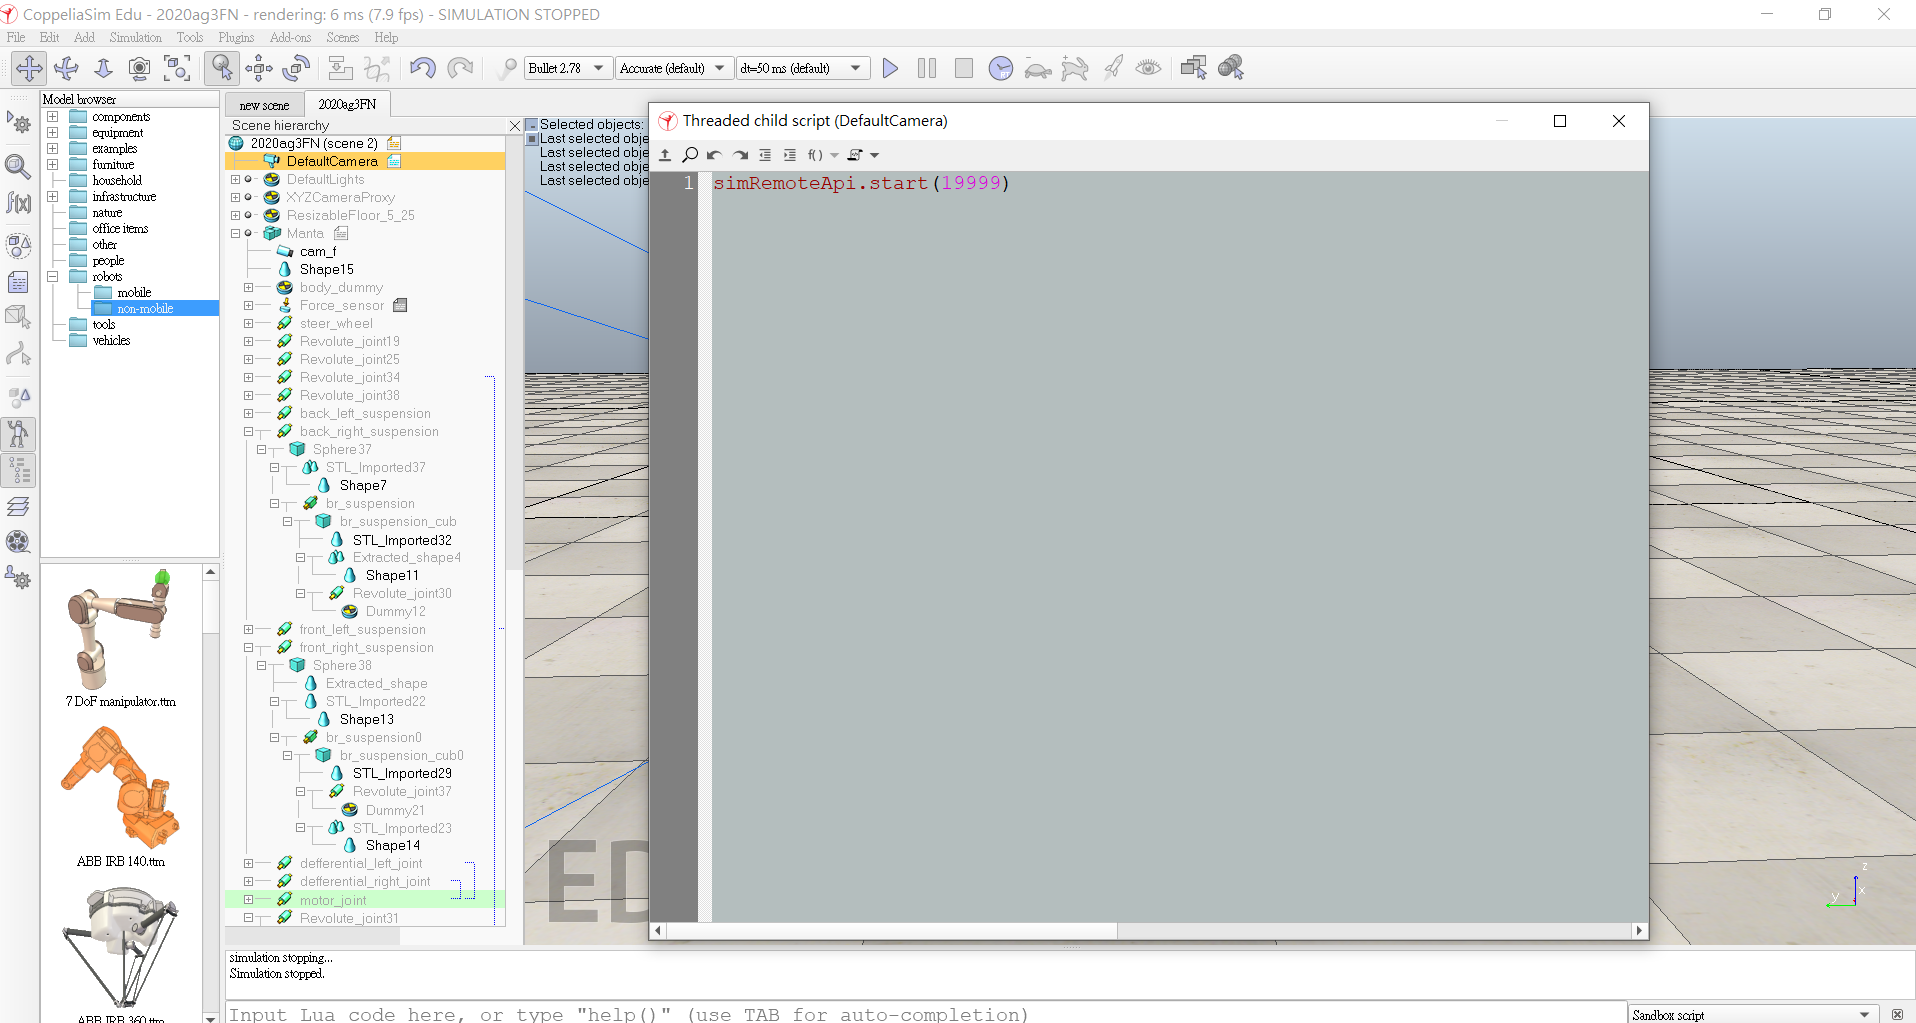 CoppeliaSim Edu - 2020ag3FN - rendering: 6 ms (7.9 fps) - SIMULATION STOPPED
File Edit Add Simulation Tools Plugins Add-ons Scenes Help
Bullet 2.78 Accurate (default) dt=50 ms (default)
Model browser
components
equipment
examples
furniture
household
infrastructure
nature
office items
other
people
robots
mobile
non-mobile
tools
vehicles
7 DoF manipulator.ttm
ABB IRB 140.ttm
ABB IRB 360.ttm
new scene 2020ag3FN
Scene hierarchy
2020ag3FN (scene 2)
DefaultCamera
DefaultLights
XYZCameraProxy
ResizableFloor_5_25
Manta
cam_f
Shape15
body_dummy
Force_sensor
steer_wheel
Revolute_joint19
Revolute_joint25
Revolute_joint34
Revolute_joint38
back_left_suspension
back_right_suspension
Sphere37
STL_Imported37
Shape7
br_suspension
br_suspension_cub
STL_Imported32
Extracted_shape4
Shape11
Revolute_joint30
Dummy12
front_left_suspension
front_right_suspension
Sphere38
Extracted_shape
STL_Imported22
Shape13
br_suspension0
br_suspension_cub0
STL_Imported29
Revolute_joint37
Dummy21
STL_Imported23
Shape14
defferential_left_joint
defferential_right_joint
motor_joint
Revolute_joint31
Selected objects:
Last selected obje
Last selected obje
Last selected obje
Last selected obje
Threaded child script (DefaultCamera)
f()
1 simRemoteApi.start(19999)
ED
z
x
y
simulation stopping...
Simulation stopped.
Input Lua code here, or type "help()" (use TAB for auto-completion)
Sandbox script